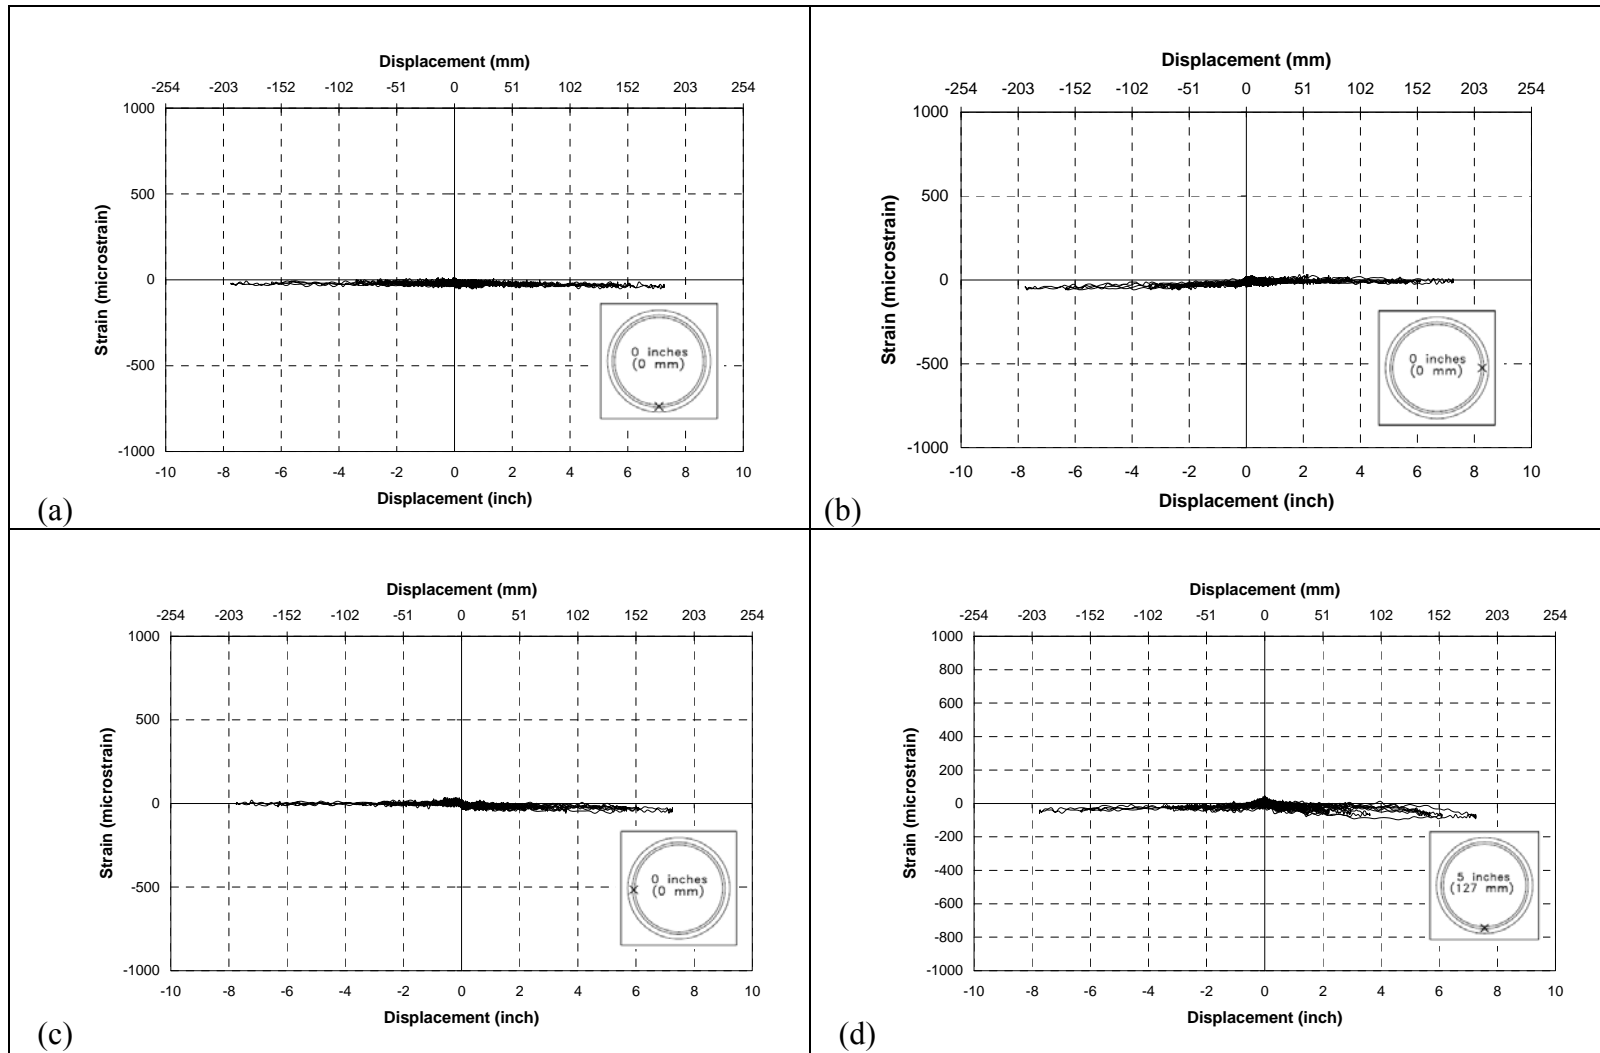 Displacement (mm)
-254 -203 -152 -102 -51 0 51 102 152 203 254
1000
500
0
-500
-1000
Strain (microstrain)
0 inches
(0 mm)
-10 -8 -6 -4 -2 0 2 4 6 8 10
Displacement (inch)
(a)
Displacement (mm)
-254 -203 -152 -102 -51 0 51 102 152 203 254
1000
500
0
-500
-1000
Strain (microstrain)
0 inches
(0 mm)
-10 -8 -6 -4 -2 0 2 4 6 8 10
Displacement (inch)
(b)
Displacement (mm)
-254 -203 -152 -102 -51 0 51 102 152 203 254
1000
500
0
-500
-1000
Strain (microstrain)
0 inches
(0 mm)
-10 -8 -6 -4 -2 0 2 4 6 8 10
Displacement (inch)
(c)
Displacement (mm)
-254 -203 -152 -102 -51 0 51 102 152 203 254
1000
800
600
400
200
0
-200
-400
-600
-800
-1000
Strain (microstrain)
5 inches
(127 mm)
-10 -8 -6 -4 -2 0 2 4 6 8 10
Displacement (inch)
(d)